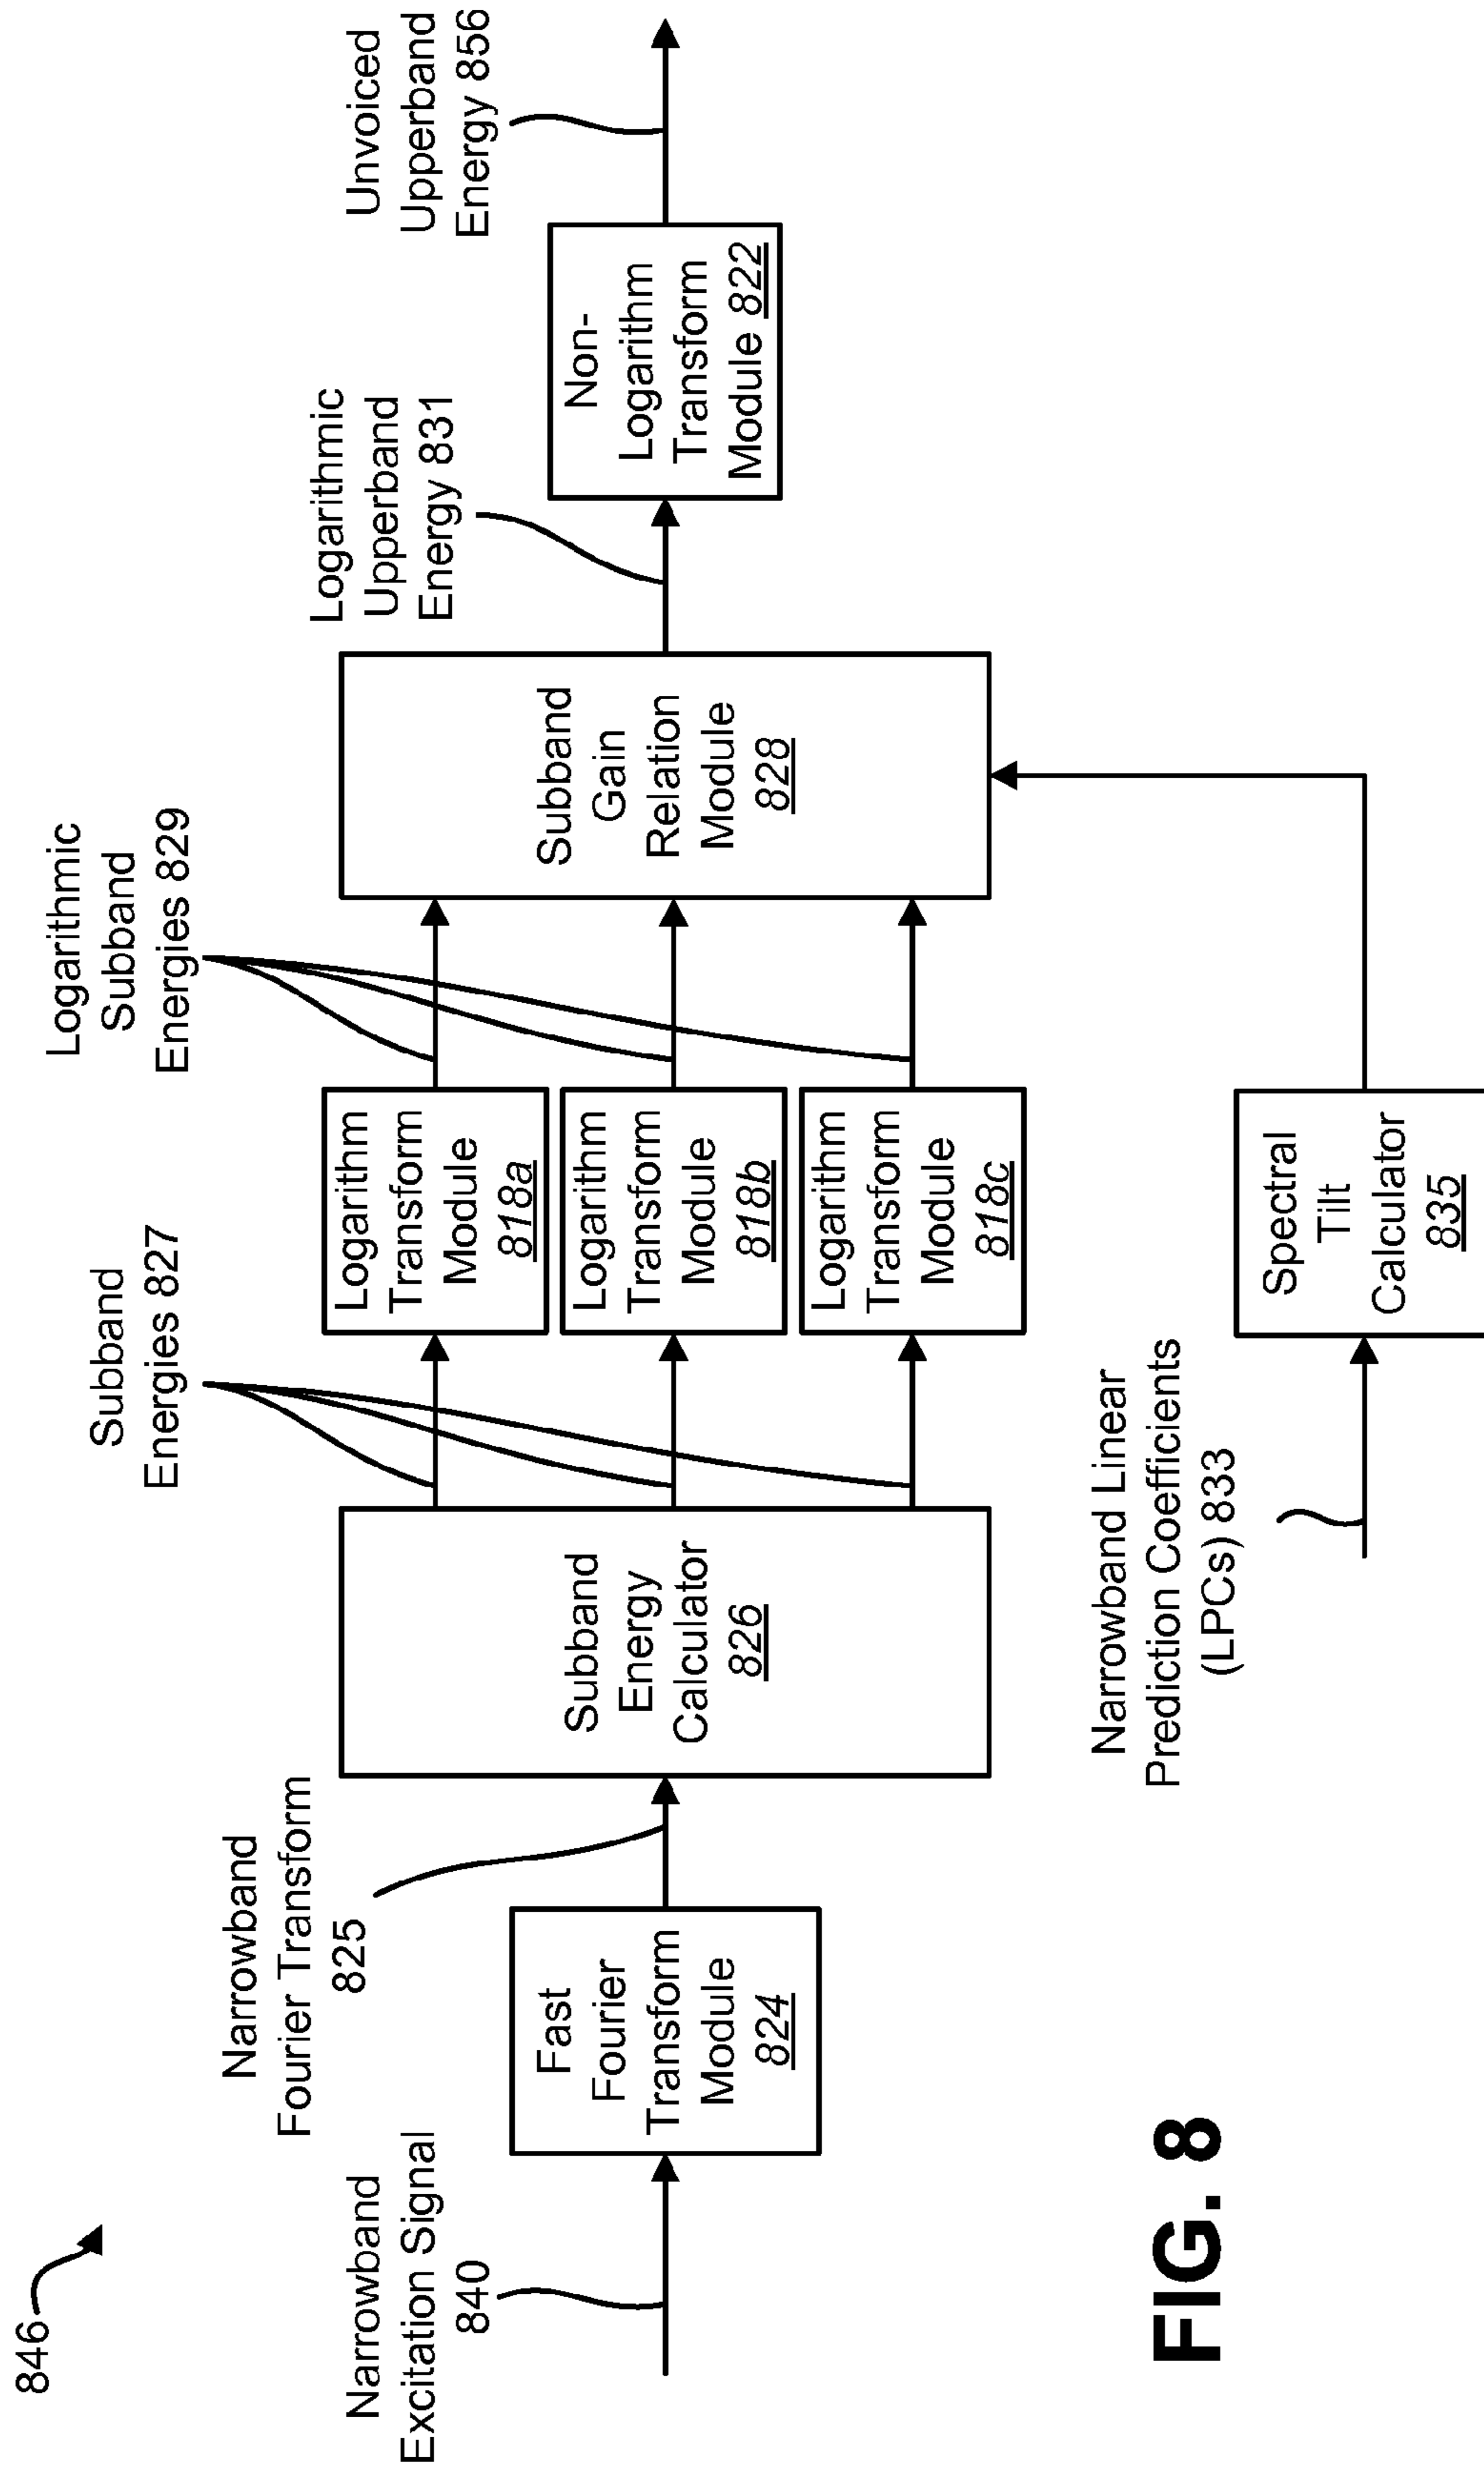 846
Narrowband
Excitation Signal
840
Fast
Fourier
Transform
Module
824
Narrowband
Fourier Transform
825
Subband
Energy
Calculator
826
Subband
Energies 827
Logarithm
Transform
Module
818a
Logarithm
Transform
Module
818b
Logarithm
Transform
Module
818c
Logarithmic
Subband
Energies 829
Subband
Gain
Relation
Module
828
Logarithmic
Upperband
Energy 831
Non-
Logarithm
Transform
Module 822
Unvoiced
Upperband
Energy 856
Narrowband Linear
Prediction Coefficients
(LPCs) 833
Spectral
Tilt
Calculator
835
FIG. 8